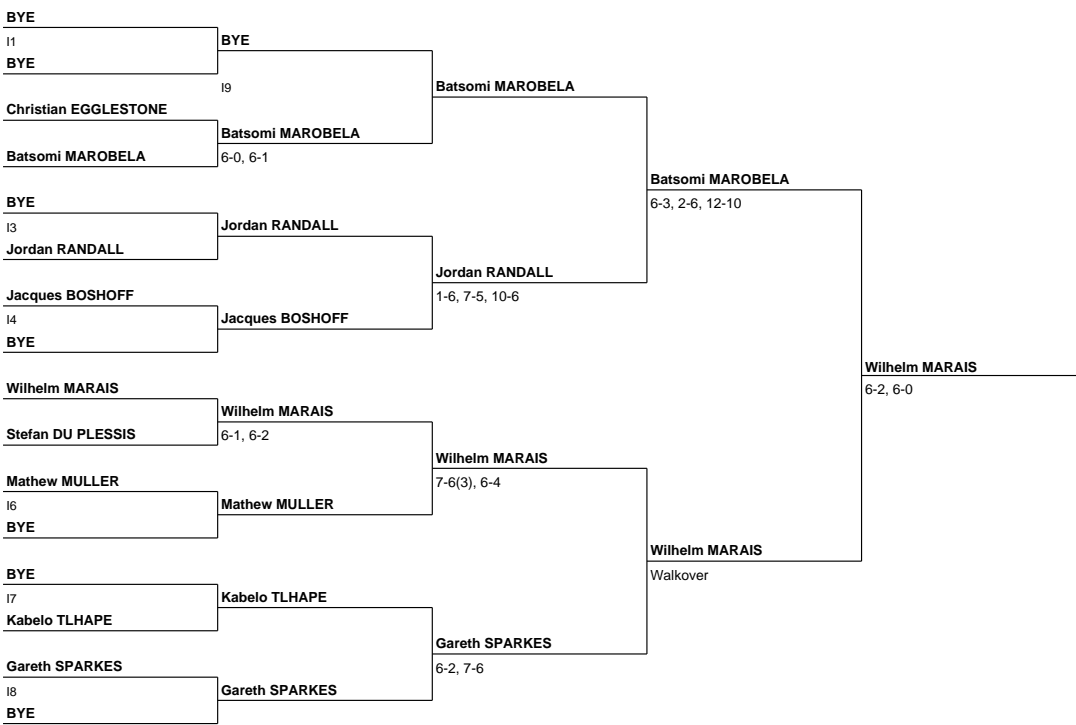 BYE
I1
BYE
Christian EGGLESTONE
Batsomi MAROBELA
BYE
I3
Jordan RANDALL
Jacques BOSHOFF
I4
BYE
Wilhelm MARAIS
Stefan DU PLESSIS
Mathew MULLER
I6
BYE
BYE
I7
Kabelo TLHAPE
Gareth SPARKES
I8
BYE
BYE
I9
Batsomi MAROBELA
6-0, 6-1
Jordan RANDALL
Jacques BOSHOFF
Wilhelm MARAIS
6-1, 6-2
Mathew MULLER
Kabelo TLHAPE
Gareth SPARKES
Batsomi MAROBELA
Jordan RANDALL
1-6, 7-5, 10-6
Wilhelm MARAIS
7-6(3), 6-4
Gareth SPARKES
6-2, 7-6
Batsomi MAROBELA
6-3, 2-6, 12-10
Wilhelm MARAIS
Walkover
Wilhelm MARAIS
6-2, 6-0